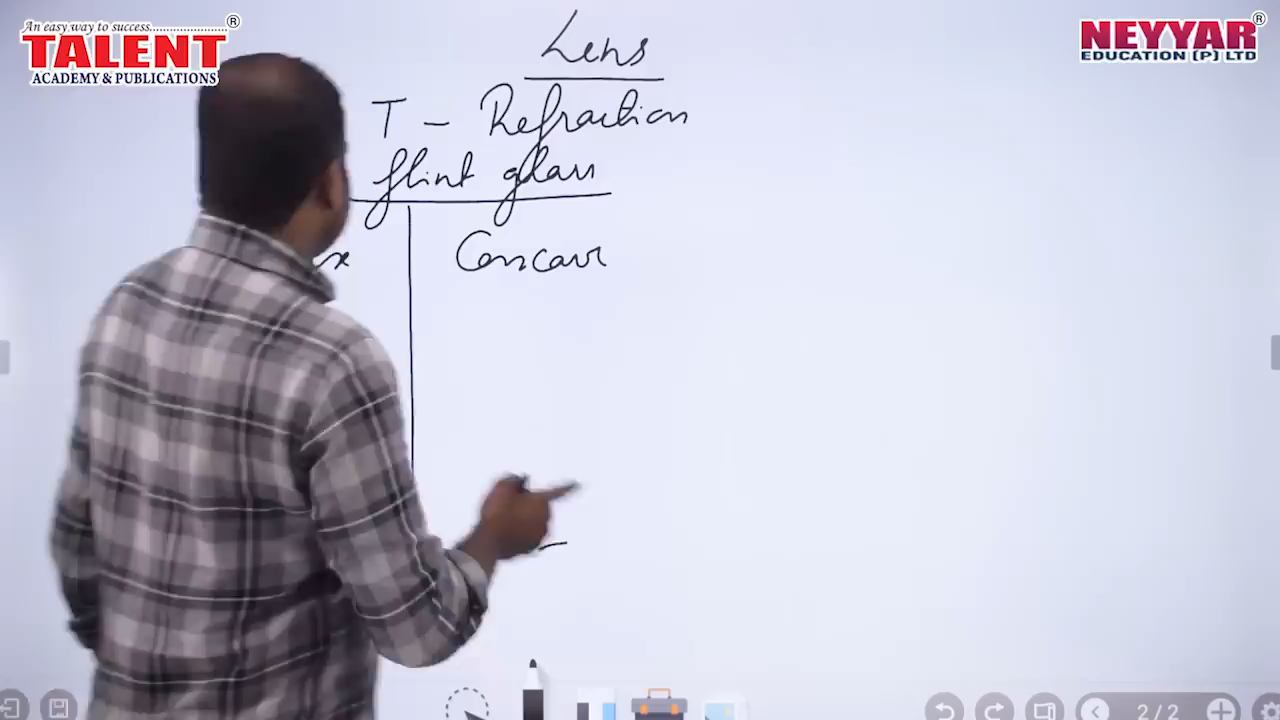 An easy way to success........................®
TALENT
ACADEMY & PUBLICATIONS
NEYYAR®
EDUCATION (P) LTD
Lens
T - Refraction
flint glass
Concave
2/2